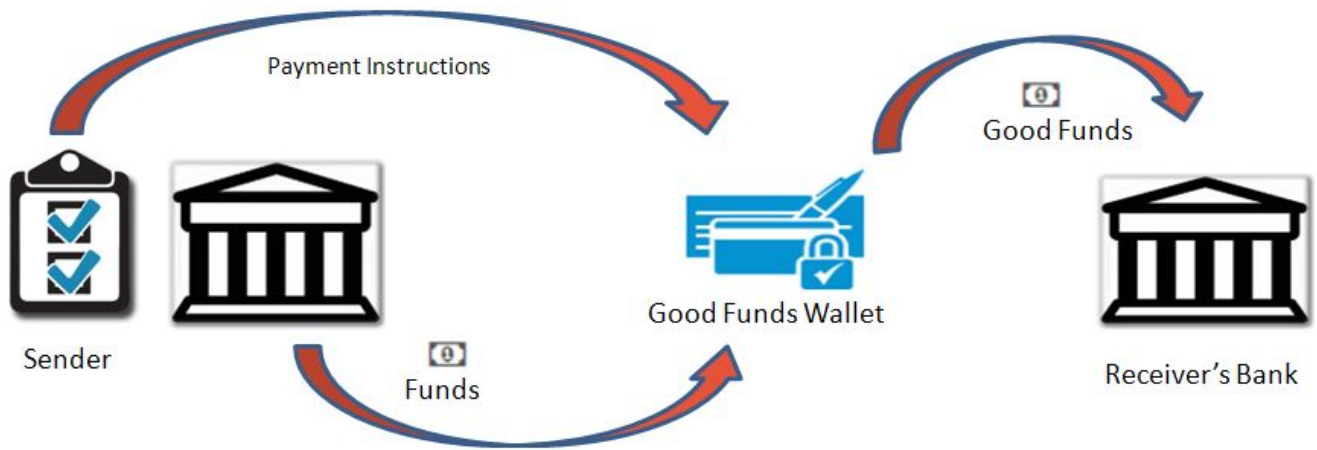 Payment Instructions
Good Funds
Good Funds Wallet
Sender
Funds
Receiver’s Bank